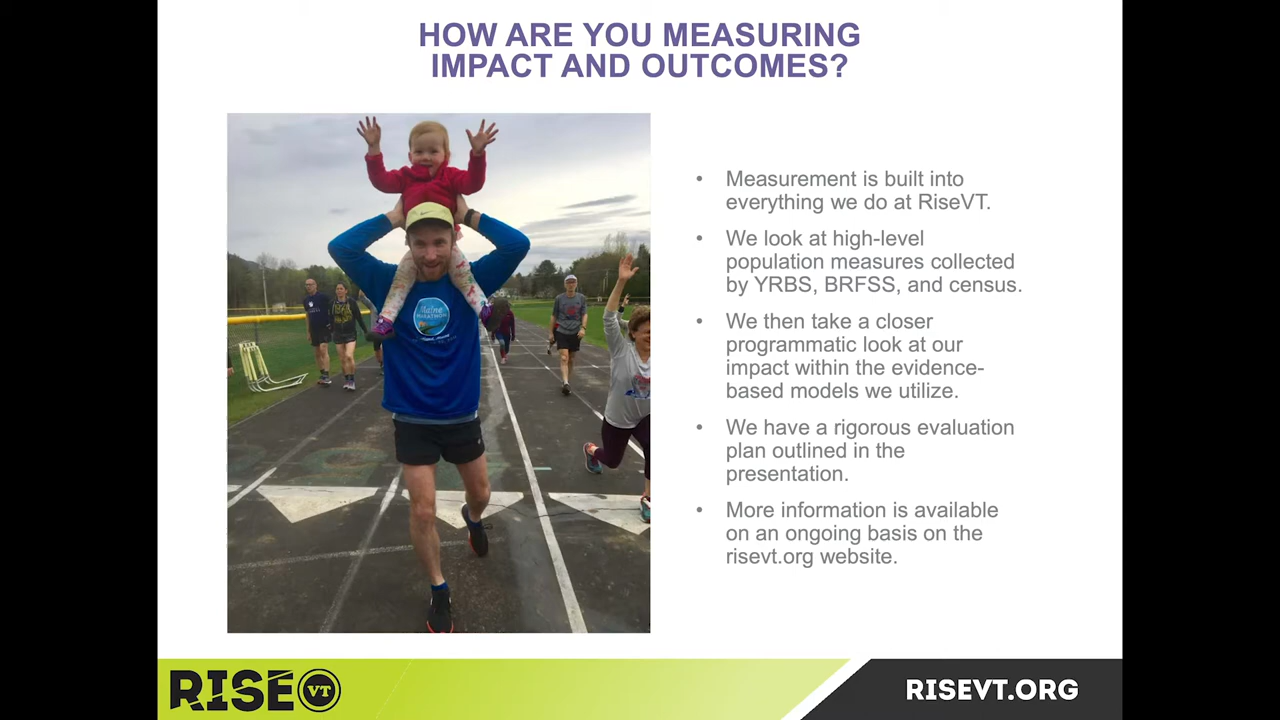 HOW ARE YOU MEASURING
IMPACT AND OUTCOMES?
Maine
MARATHON
• Measurement is built into
everything we do at RiseVT.
• We look at high-level
population measures collected
by YRBS, BRFSS, and census.
• We then take a closer
programmatic look at our
impact within the evidence-
based models we utilize.
• We have a rigorous evaluation
plan outlined in the
presentation.
• More information is available
on an ongoing basis on the
risevt.org website.
RISE VT
RISEVT.ORG